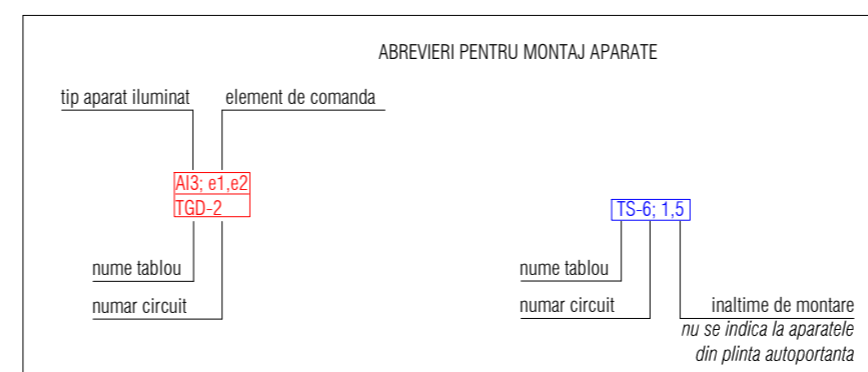 ABREVIERI PENTRU MONTAJ APARATE
tip aparat iluminat
element de comanda
AI3; e1,e2
TGD-2
nume tablou
numar circuit
TS-6; 1,5
nume tablou
numar circuit
inaltime de montare
nu se indica la aparatele
din plinta autoportanta